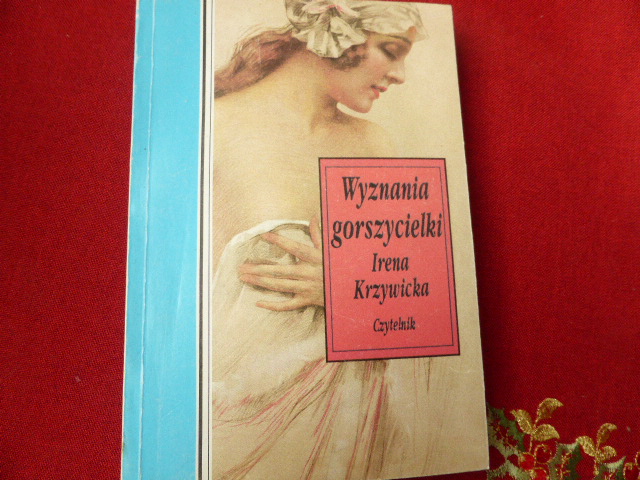 Wyznania
gorszycielki
Irena
Krzywicka
Czytelnik